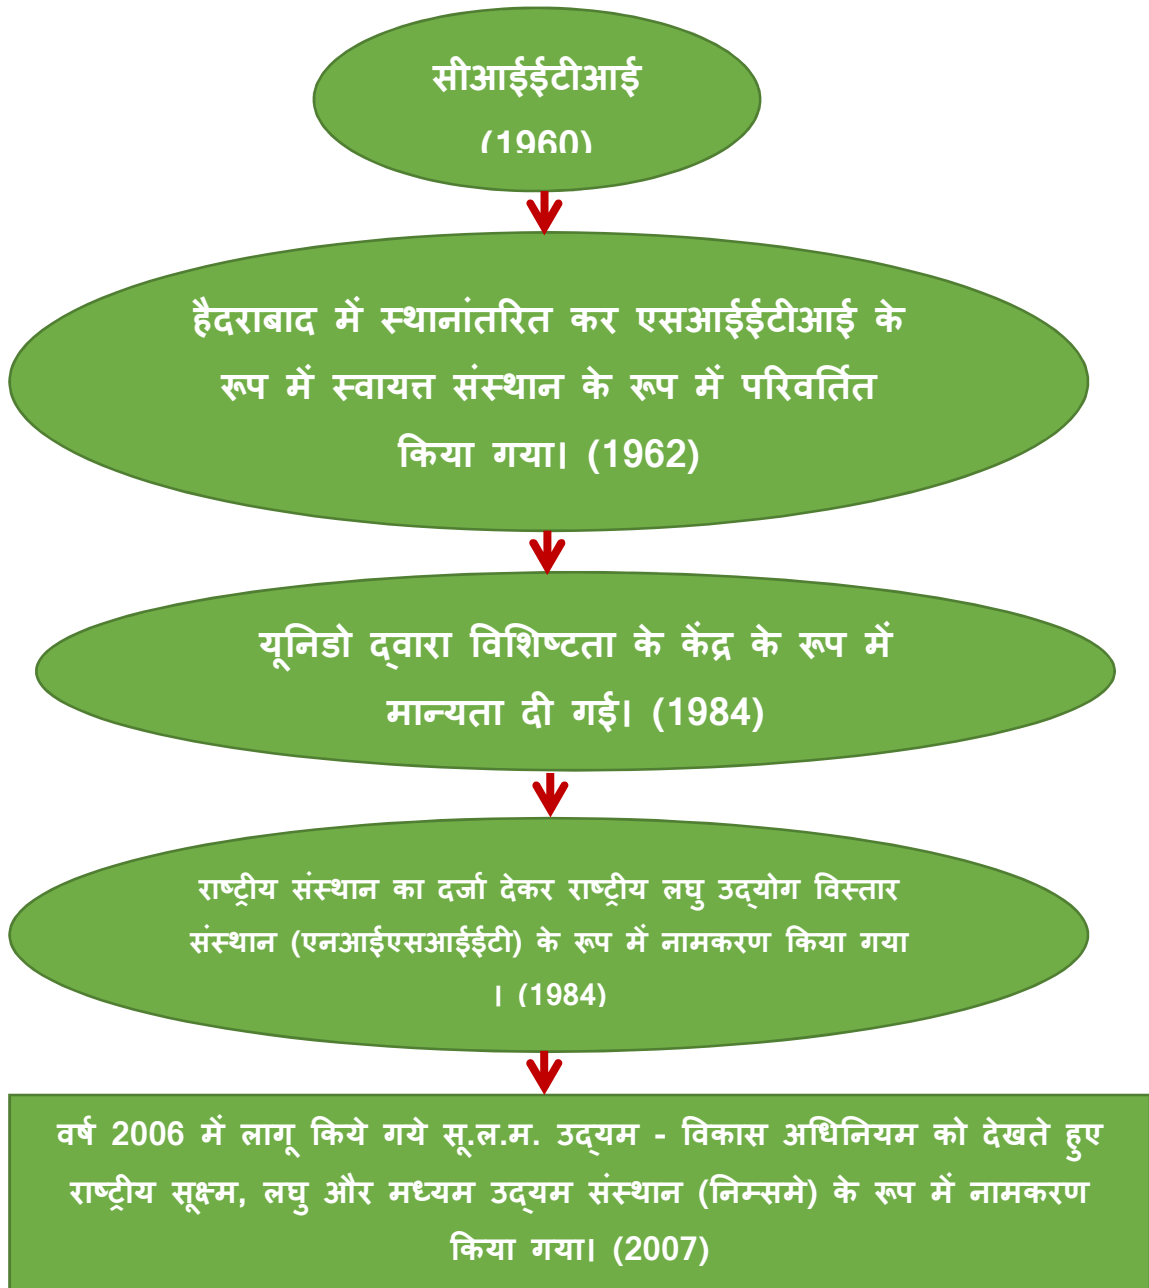 सीआईईटीआई
(1960)
हैदराबाद में स्थानांतरित कर एसआईईटीआई के
रूप में स्वायत्त संस्थान के रूप में परिवर्तित
किया गया। (1962)
यूनिडो द्वारा विशिष्टता के केंद्र के रूप में
मान्यता दी गई। (1984)
राष्ट्रीय संस्थान का दर्जा देकर राष्ट्रीय लघु उद्योग विस्तार
संस्थान (एनआईएसआईईटी) के रूप में नामकरण किया गया
। (1984)
वर्ष 2006 में लागू किये गये सू.ल.म. उद्यम - विकास अधिनियम को देखते हुए
राष्ट्रीय सूक्ष्म, लघु और मध्यम उद्यम संस्थान (निम्समे) के रूप में नामकरण
किया गया। (2007)